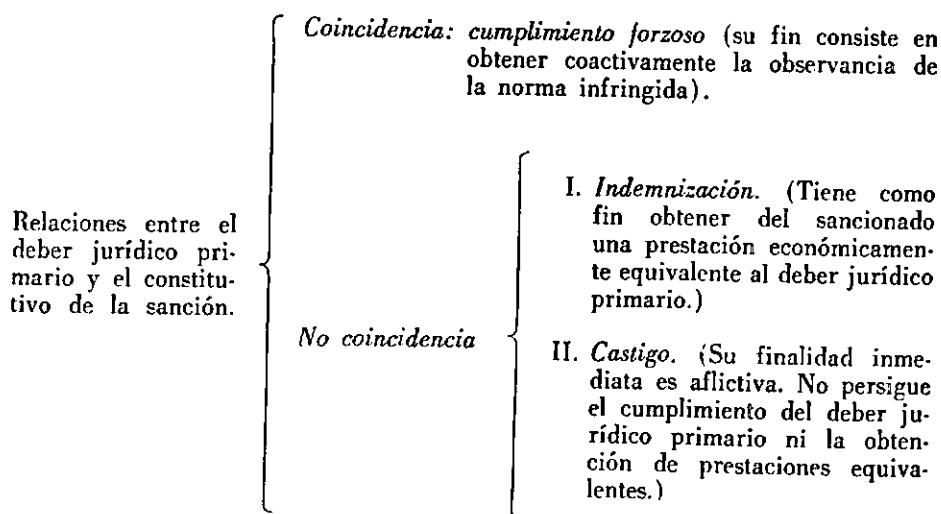 Coincidencia: cumplimiento forzoso (su fin consiste en
obtener coactivamente la observancia de
la norma infringida).
Relaciones entre el
deber jurídico pri-
mario y el constitu-
tivo de la sanción.
No coincidencia
I. Indemnización. (Tiene como
fin obtener del sancionado
una prestación económicamen-
te equivalente al deber jurídico
primario.)
II. Castigo. (Su finalidad inme-
diata es aflictiva. No persigue
el cumplimiento del deber ju-
rídico primario ni la obten-
ción de prestaciones equiva-
lentes.)